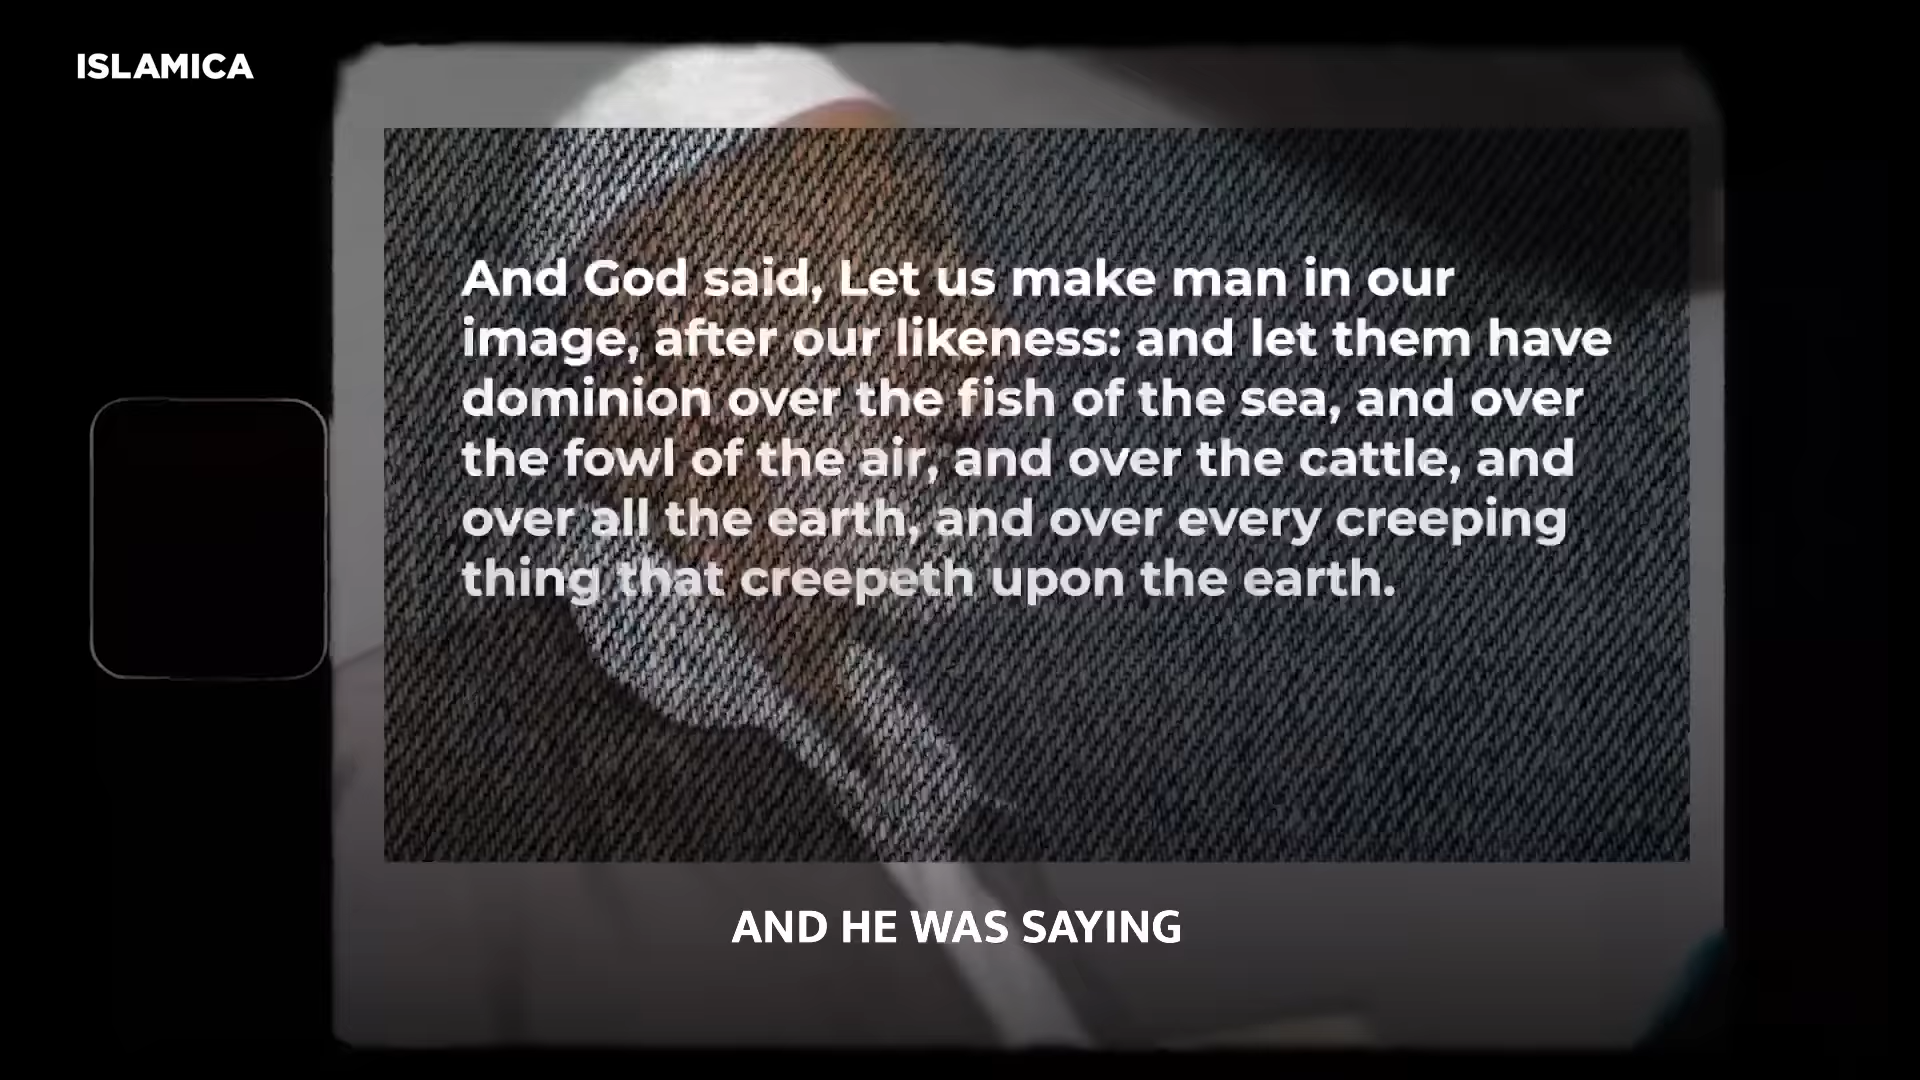 ISLAMICA
And God said, Let us make man in our
image, after our likeness: and let them have
dominion over the fish of the sea, and over
the fowl of the air, and over the cattle, and
over all the earth, and over every creeping
thing that creepeth upon the earth.
AND HE WAS SAYING